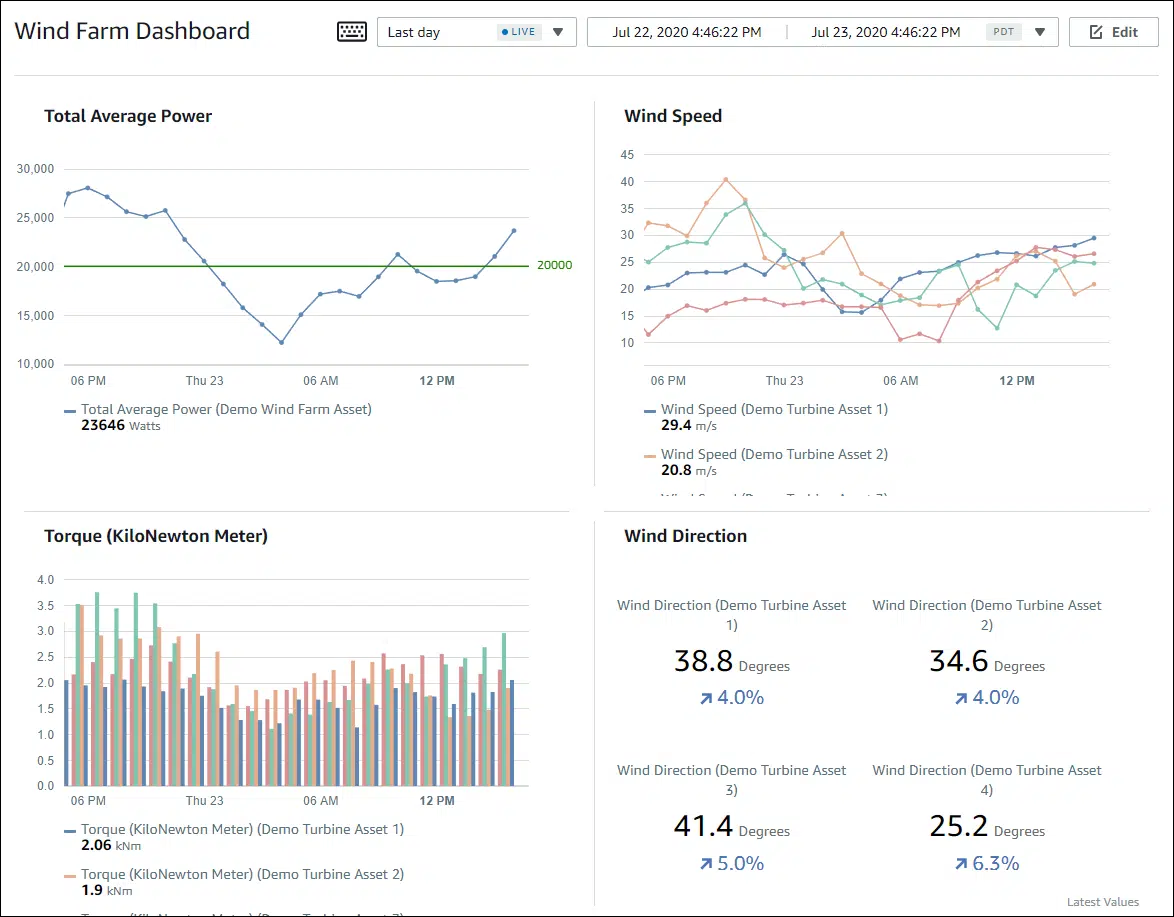 Wind Farm Dashboard
Last day
LIVE
Jul 22, 2020 4:46:22 PM
Jul 23, 2020 4:46:22 PM
PDT
Edit
Total Average Power
30,000
25,000
20,000
15,000
10,000
20000
06 PM
Thu 23
06 AM
12 PM
Total Average Power (Demo Wind Farm Asset)
23646 Watts
Wind Speed
45
40
35
30
25
20
15
10
06 PM
Thu 23
06 AM
12 PM
Wind Speed (Demo Turbine Asset 1)
29.4 m/s
Wind Speed (Demo Turbine Asset 2)
20.8 m/s
Torque (KiloNewton Meter)
4.0
3.5
3.0
2.5
2.0
1.5
1.0
0.5
0.0
06 PM
Thu 23
06 AM
12 PM
Torque (KiloNewton Meter) (Demo Turbine Asset 1)
2.06 kNm
Torque (KiloNewton Meter) (Demo Turbine Asset 2)
1.9 kNm
Wind Direction
Wind Direction (Demo Turbine Asset
1)
38.8 Degrees
4.0%
Wind Direction (Demo Turbine Asset
2)
34.6 Degrees
4.0%
Wind Direction (Demo Turbine Asset
3)
41.4 Degrees
5.0%
Wind Direction (Demo Turbine Asset
4)
25.2 Degrees
6.3%
Latest Values